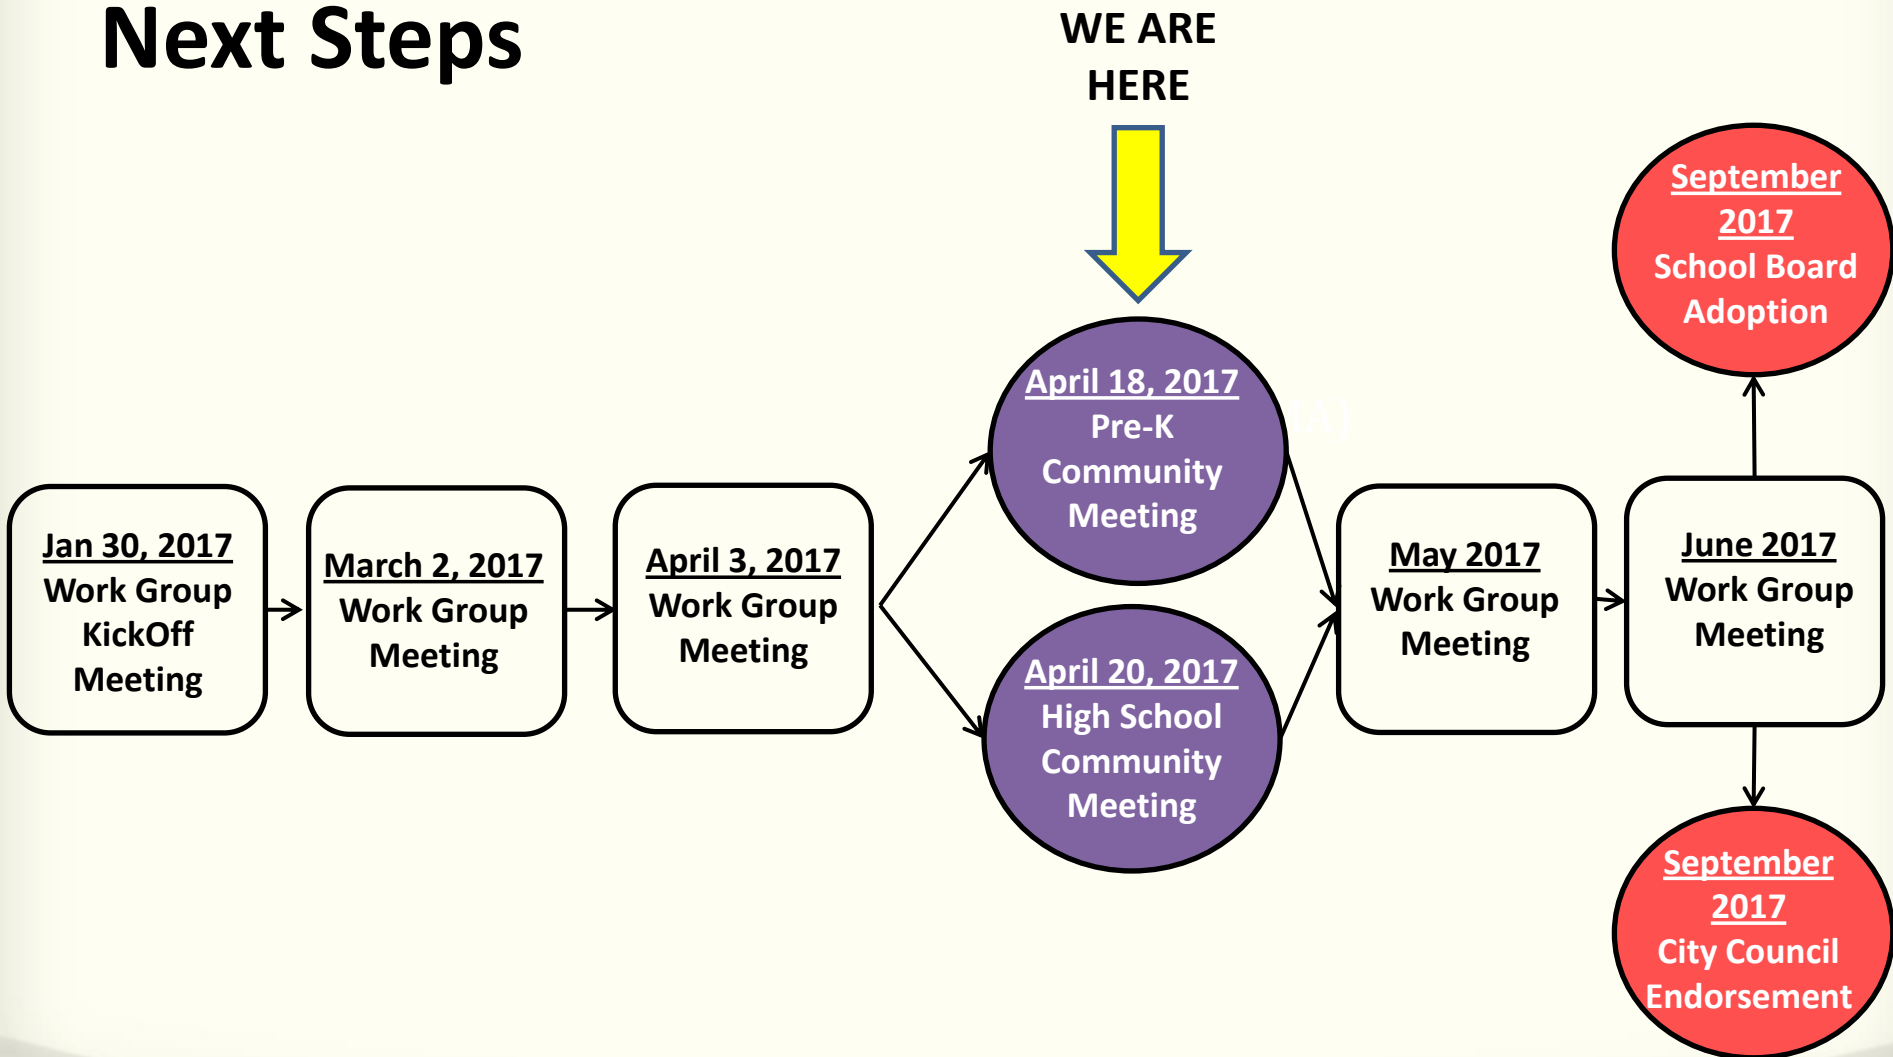 Next Steps
WE ARE
HERE
Jan 30, 2017
Work Group
KickOff
Meeting
March 2, 2017
Work Group
Meeting
April 3, 2017
Work Group
Meeting
April 18, 2017
Pre-K
Community
Meeting
April 20, 2017
High School
Community
Meeting
May 2017
Work Group
Meeting
June 2017
Work Group
Meeting
September
2017
School Board
Adoption
September
2017
City Council
Endorsement